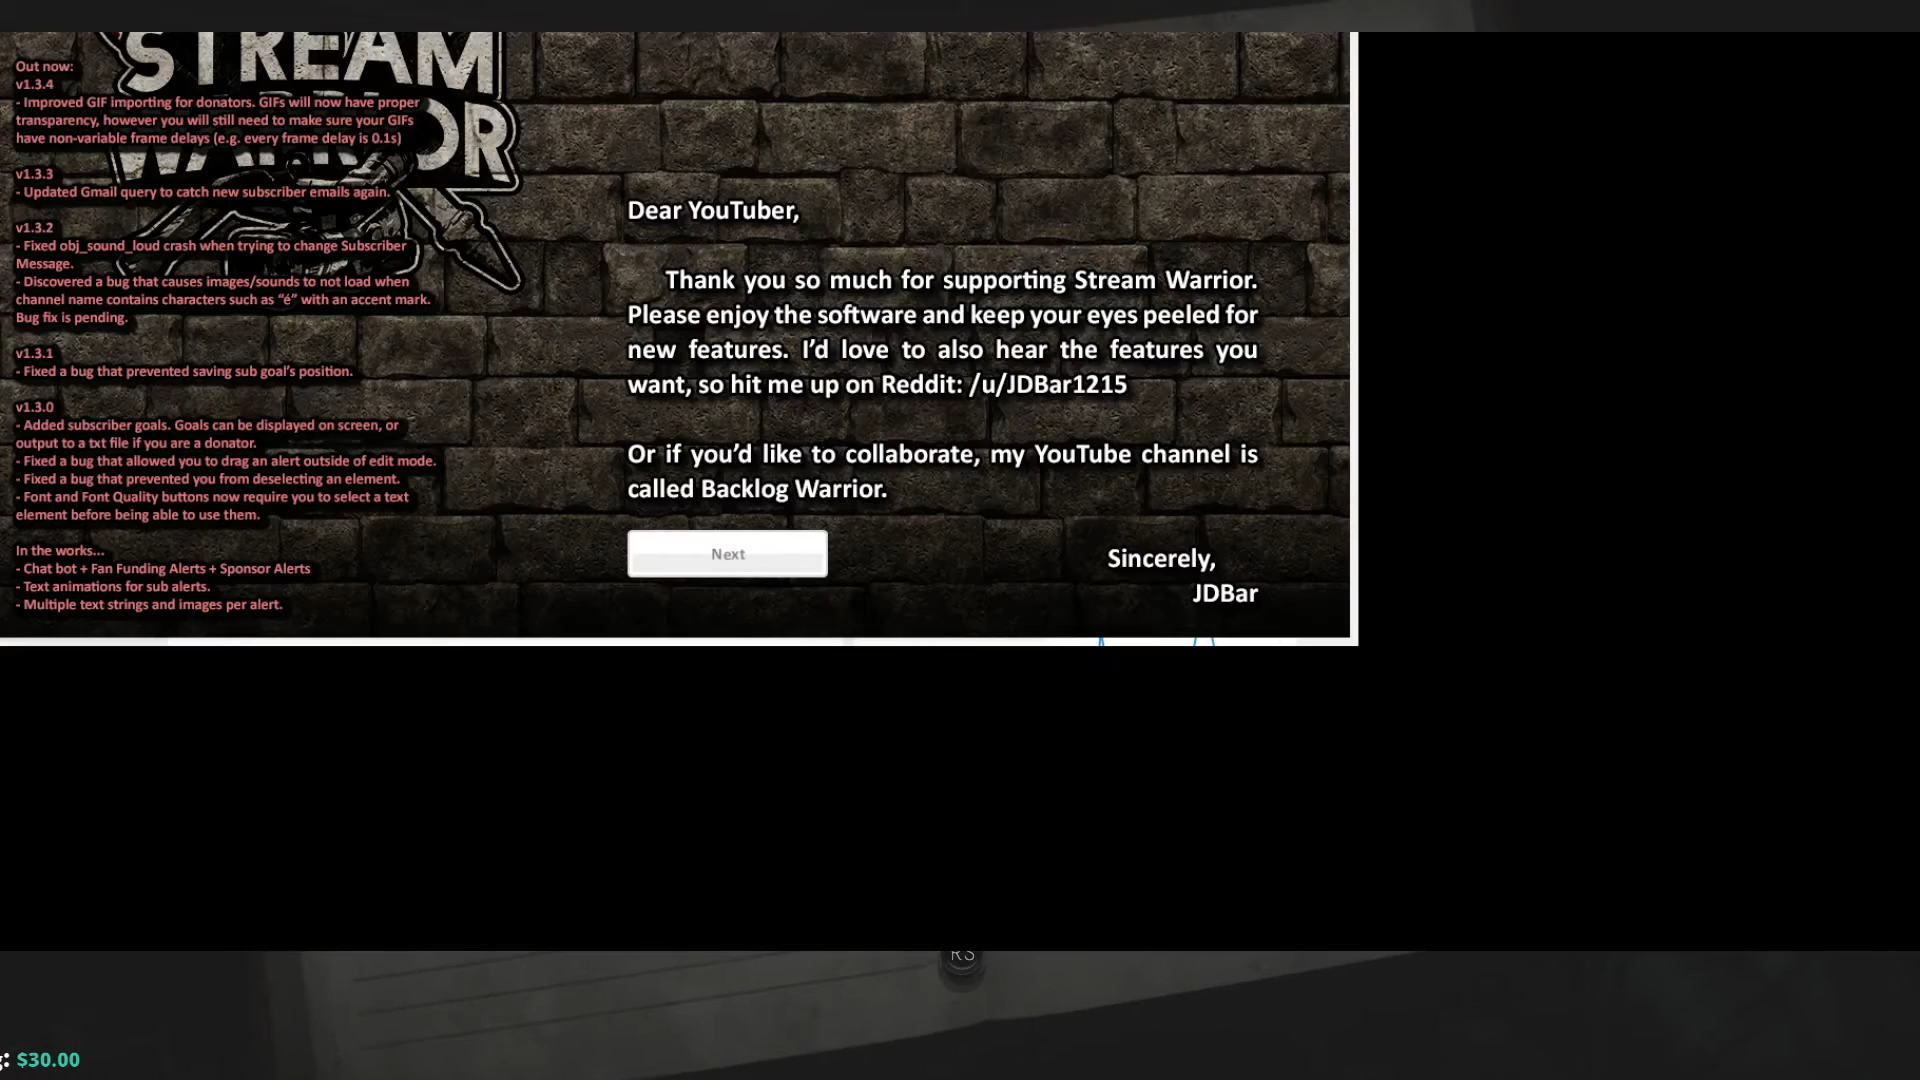 STREAM
WARRIOR
Out now:
v1.3.4
- Improved GIF importing for donators. GIFs will now have proper
transparency, however you will still need to make sure your GIFs
have non-variable frame delays (e.g. every frame delay is 0.1s)
v1.3.3
- Updated Gmail query to catch new subscriber emails again.
v1.3.2
- Fixed obj_sound_loud crash when trying to change Subscriber
Message.
- Discovered a bug that causes images/sounds to not load when
channel name contains characters such as “é” with an accent mark.
Bug fix is pending.
v1.3.1
- Fixed a bug that prevented saving sub goal’s position.
v1.3.0
- Added subscriber goals. Goals can be displayed on screen, or
output to a txt file if you are a donator.
- Fixed a bug that allowed you to drag an alert outside of edit mode.
- Fixed a bug that prevented you from deselecting an element.
- Font and Font Quality buttons now require you to select a text
element before being able to use them.
In the works...
- Chat bot + Fan Funding Alerts + Sponsor Alerts
- Text animations for sub alerts.
- Multiple text strings and images per alert.
Dear YouTuber,
Thank you so much for supporting Stream Warrior.
Please enjoy the software and keep your eyes peeled for
new features. I’d love to also hear the features you
want, so hit me up on Reddit: /u/JDBar1215
Or if you’d like to collaborate, my YouTube channel is
called Backlog Warrior.
Next
Sincerely,
JDBar
RS
: $30.00